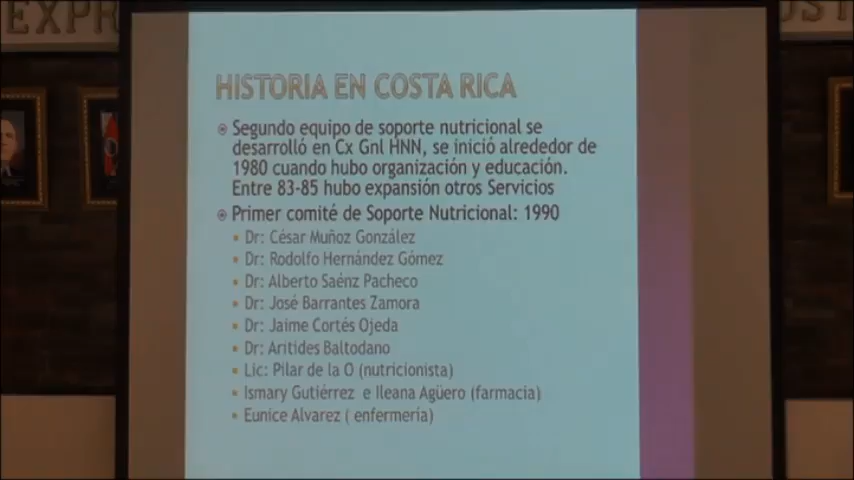 EXPR
HISTORIA EN COSTA RICA
Segundo equipo de soporte nutricional se
desarrolló en Cx Gnl HNN, se inició alrededor de
1980 cuando hubo organización y educación.
Entre 83-85 hubo expansión otros Servicios
Primer comité de Soporte Nutricional: 1990
Dr: César Muñoz González
Dr: Rodolfo Hernández Gómez
Dr: Alberto Saénz Pacheco
Dr: José Barrantes Zamora
Dr: Jaime Cortés Ojeda
Dr: Aritides Baltodano
Lic: Pilar de la O (nutricionista)
Ismary Gutiérrez e Ileana Agüero (farmacia)
Eunice Alvarez ( enfermería)